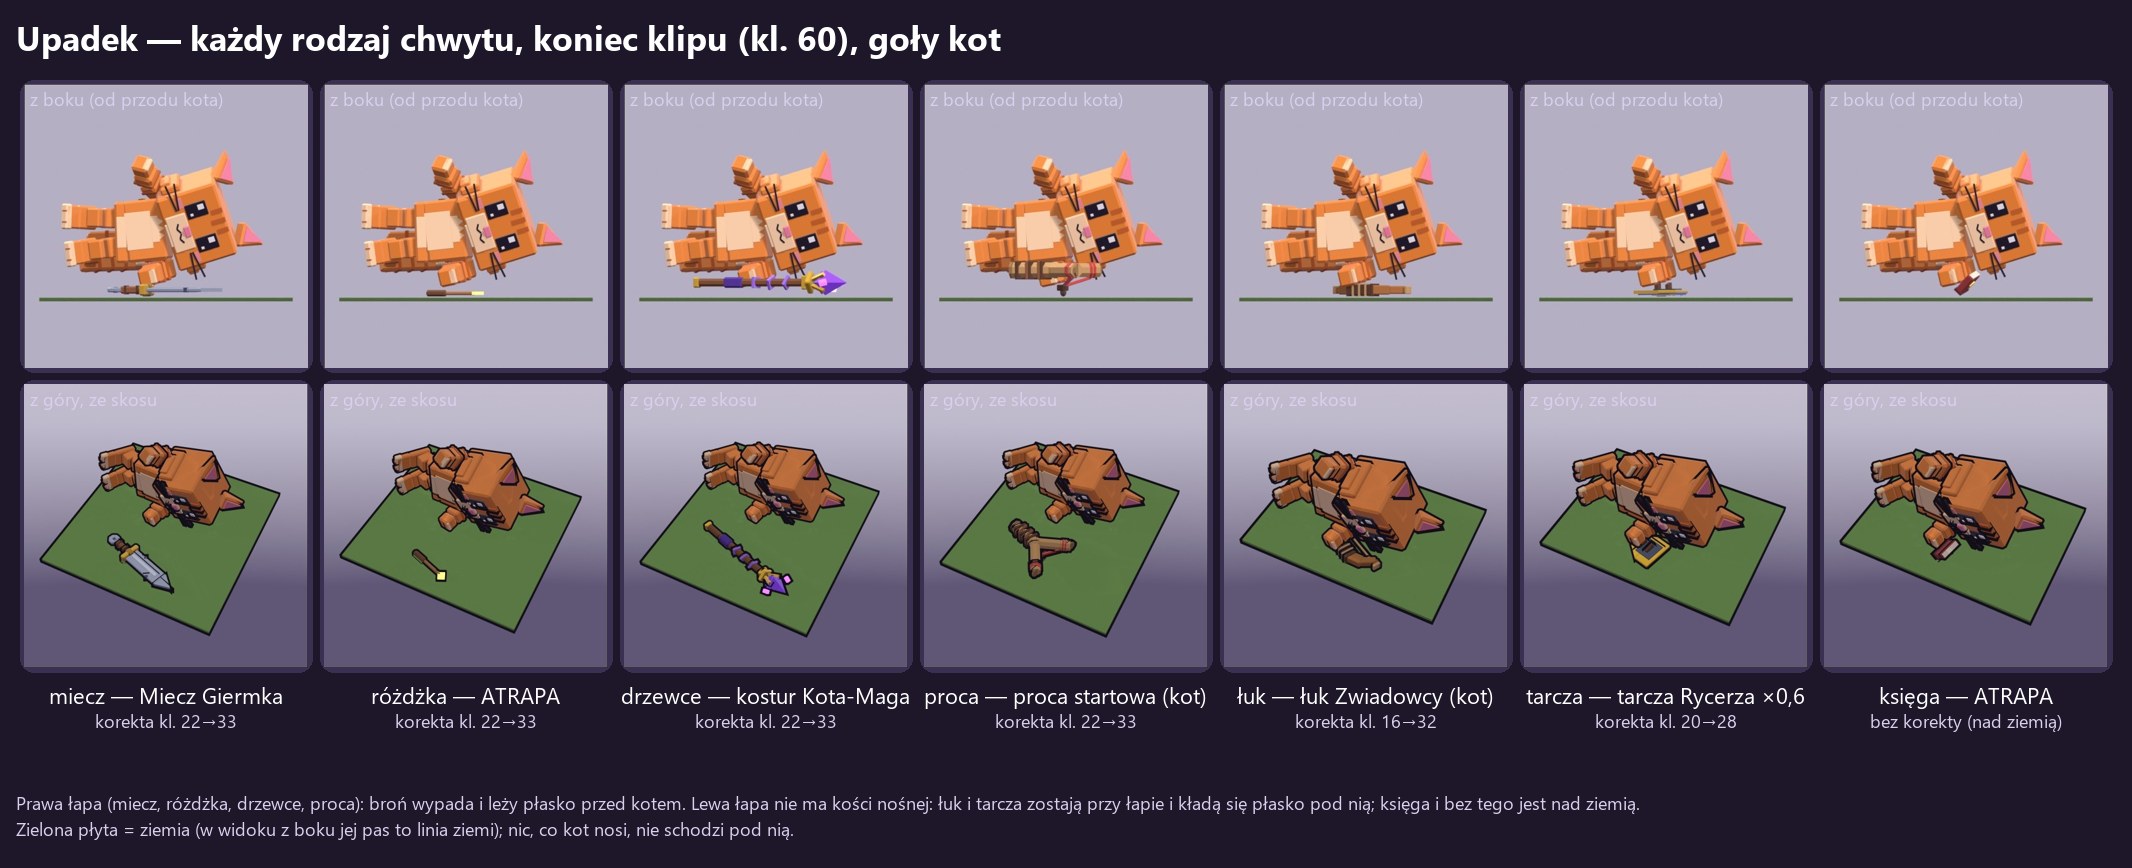 Upadek — każdy rodzaj chwytu, koniec klipu (kl. 60), goły kot
z boku (od przodu kota)
z boku (od przodu kota)
z boku (od przodu kota)
z boku (od przodu kota)
z boku (od przodu kota)
z boku (od przodu kota)
z boku (od przodu kota)
z góry, ze skosu
z góry, ze skosu
z góry, ze skosu
z góry, ze skosu
z góry, ze skosu
z góry, ze skosu
z góry, ze skosu
miecz — Miecz Giermka
korekta kl. 22→33
różdżka — ATRAPA
korekta kl. 22→33
drzewce — kostur Kota-Maga
korekta kl. 22→33
proca — proca startowa (kot)
korekta kl. 22→33
łuk — łuk Zwiadowcy (kot)
korekta kl. 16→32
tarcza — tarcza Rycerza ×0,6
korekta kl. 20→28
księga — ATRAPA
bez korekty (nad ziemią)
Prawa łapa (miecz, różdżka, drzewce, proca): broń wypada i leży płasko przed kotem. Lewa łapa nie ma kości nośnej: łuk i tarcza zostają przy łapie i kładą się płasko pod nią; księga i bez tego jest nad ziemią.
Zielona płyta = ziemia (w widoku z boku jej pas to linia ziemi); nic, co kot nosi, nie schodzi pod nią.